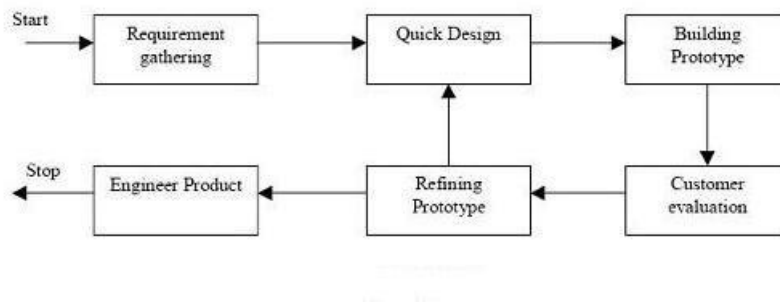 Start
Requirement
gathering
Quick Design
Building
Prototype
Customer
evaluation
Refining
Prototype
Engineer Product
Stop